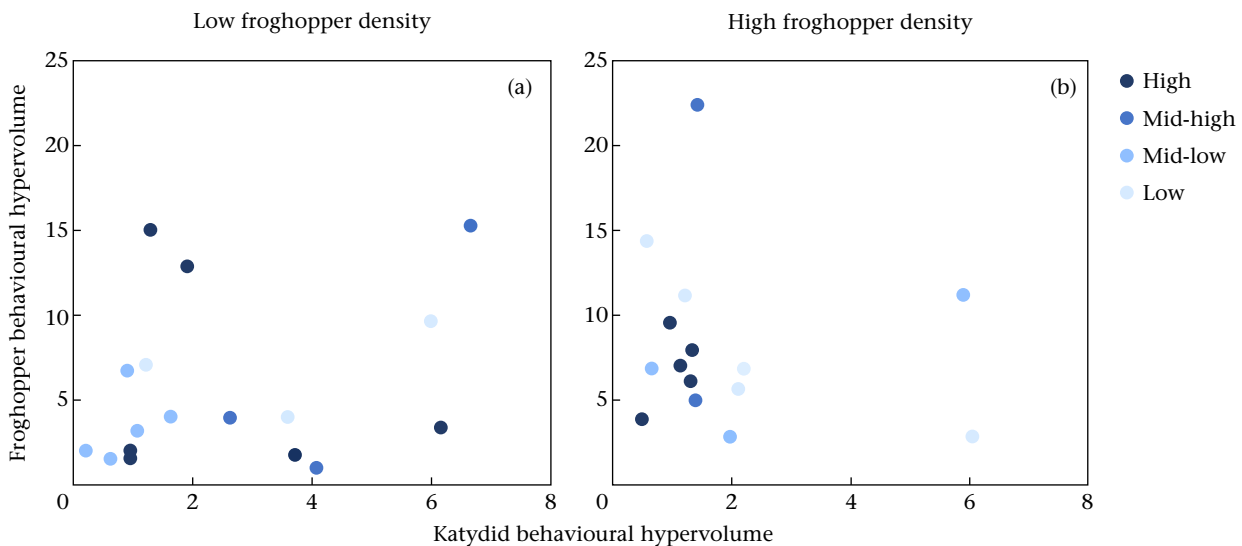 Low froghopper density
High froghopper density
Froghopper behavioural hypervolume
25
20
15
10
5
0
2
4
6
8
(a)
25
20
15
10
5
0
2
4
6
8
(b)
High
Mid-high
Mid-low
Low
Katydid behavioural hypervolume